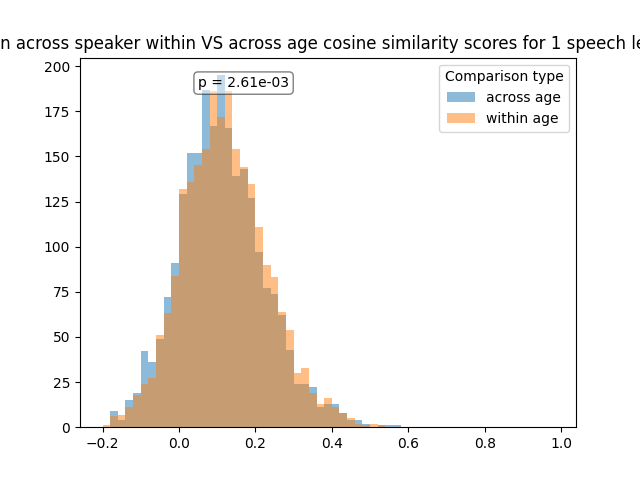 n across speaker within VS across age cosine similarity scores for 1 speech le
p = 2.61e-03
Comparison type
across age
within age
200
175
150
125
100
75
50
25
0
−0.2 0.0 0.2 0.4 0.6 0.8 1.0